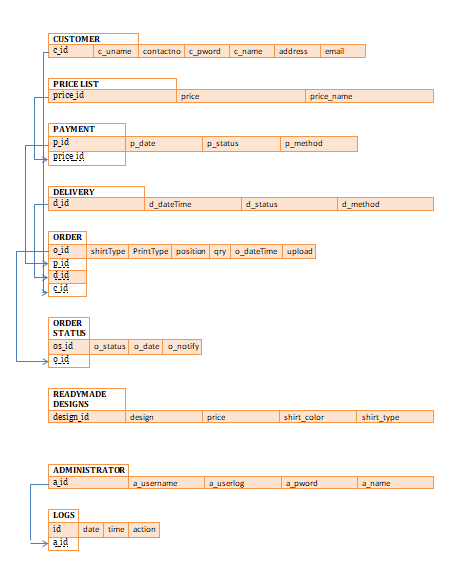 CUSTOMER
c_id c_uname contactno c_pword c_name address email
PRICE LIST
price_id price price_name
PAYMENT
p_id p_date p_status p_method
price_id
DELIVERY
d_id d_dateTime d_status d_method
ORDER
o_id shirtType PrintType position qry o_dateTime upload
p_id
d_id
c_id
ORDER
STATUS
os_id o_status o_date o_notify
o_id
READYMADE
DESIGNS
design_id design price shirt_color shirt_type
ADMINISTRATOR
a_id a_username a_userlog a_pword a_name
LOGS
id date time action
a_id